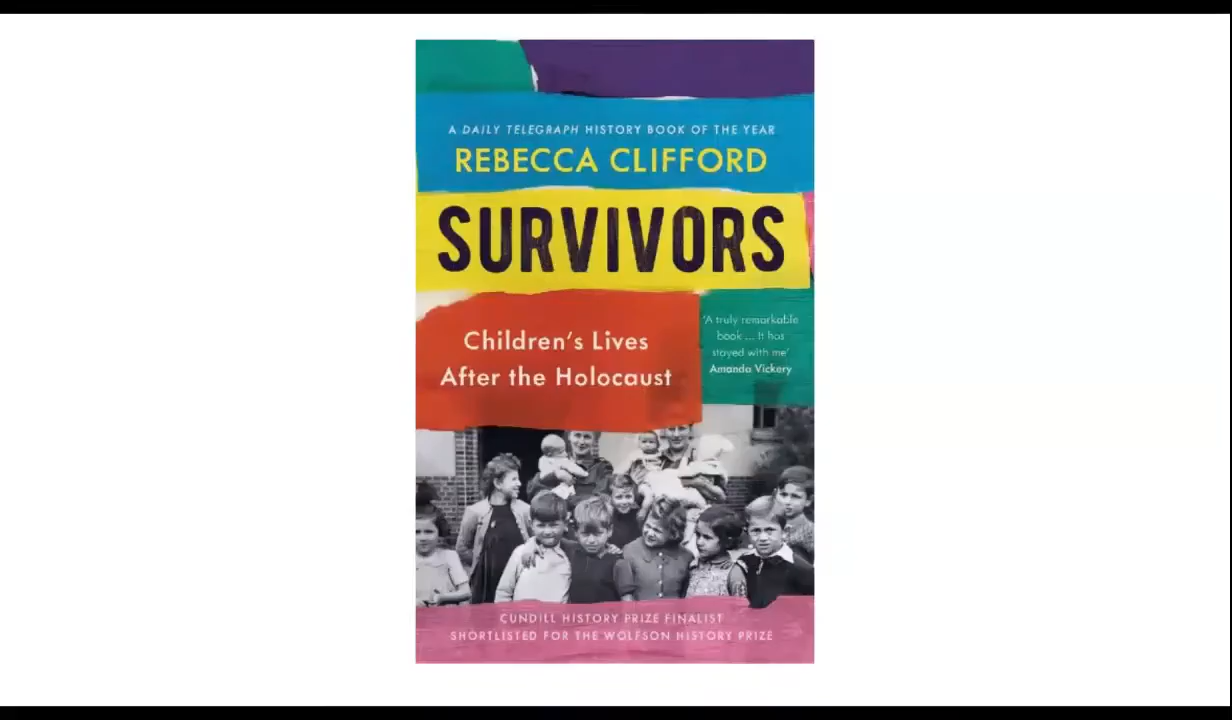 A DAILY TELEGRAPH HISTORY BOOK OF THE YEAR
REBECCA CLIFFORD
SURVIVORS
Children's Lives
After the Holocaust
'A truly remarkable
book ... It has
stayed with me'
Amanda Vickery
CUNDILL HISTORY PRIZE FINALIST
SHORTLISTED FOR THE WOLFSON HISTORY PRIZE